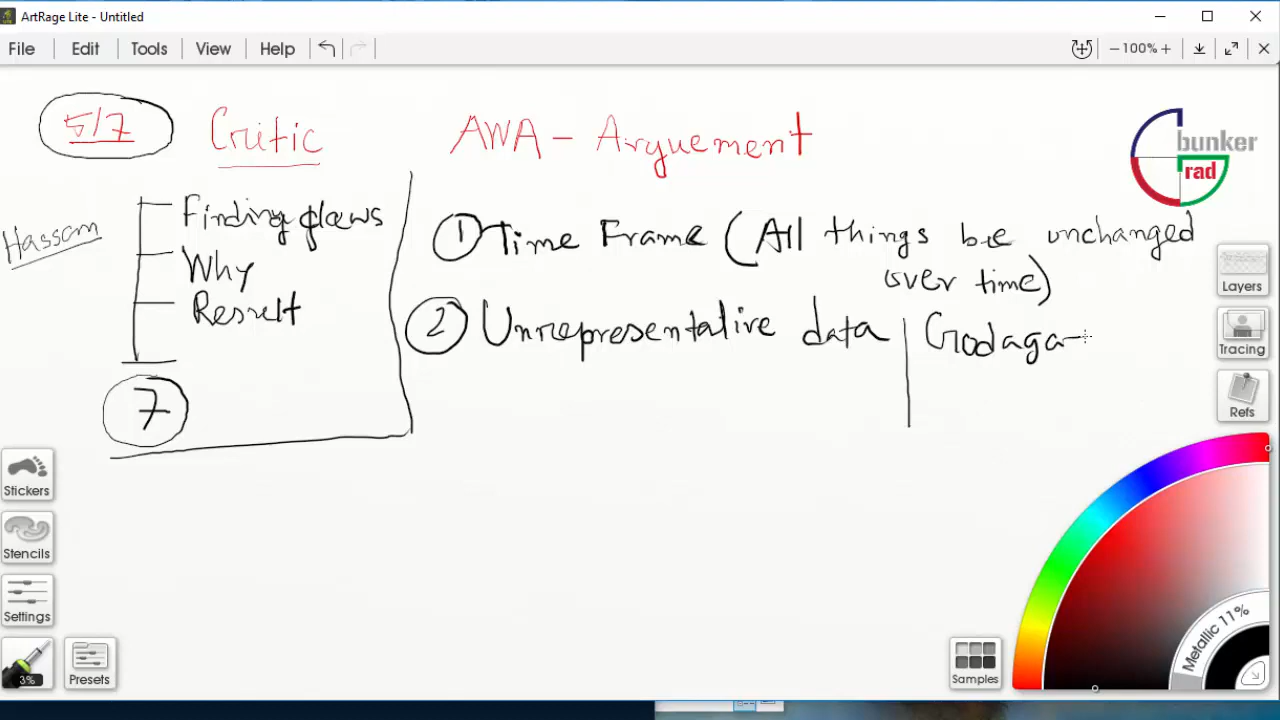 ArtRage Lite - Untitled
File Edit Tools View Help
100%
5/7 Critic AWA - Arguement
bunker
rad
Hassam
Finding flaws
Why
Result
7
1 Time Frame (All things be unchanged
over time)
2 Unrepresentative data Godaga
Layers
Tracing
Refs
Stickers
Stencils
Settings
3%
Presets
Samples
Metallic 11%